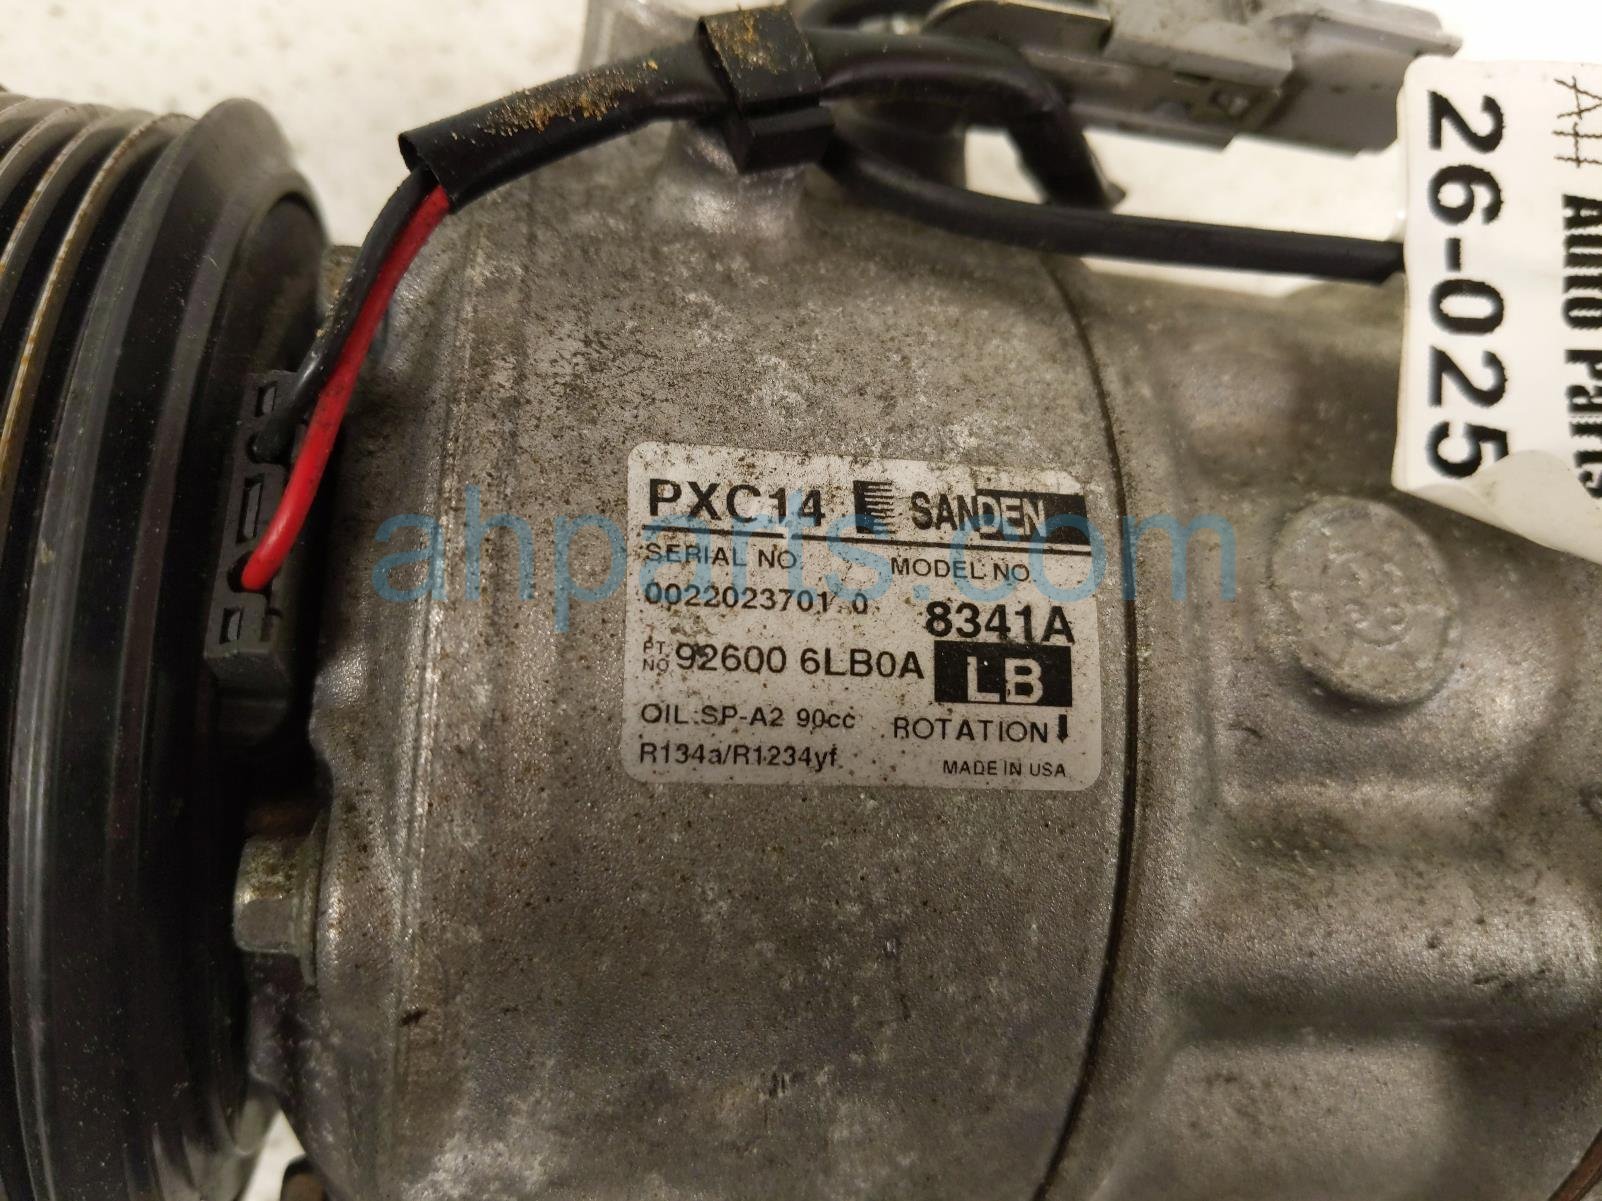 PXC14 SANDEN
SERIAL NO. MODEL NO.
0022023701 0 8341A
PT. NO. 92600 6LB0A LB
OIL:SP-A2 90cc ROTATION
R134a/R1234yf MADE IN USA
AH Auto Parts
26-025
ahparts.com